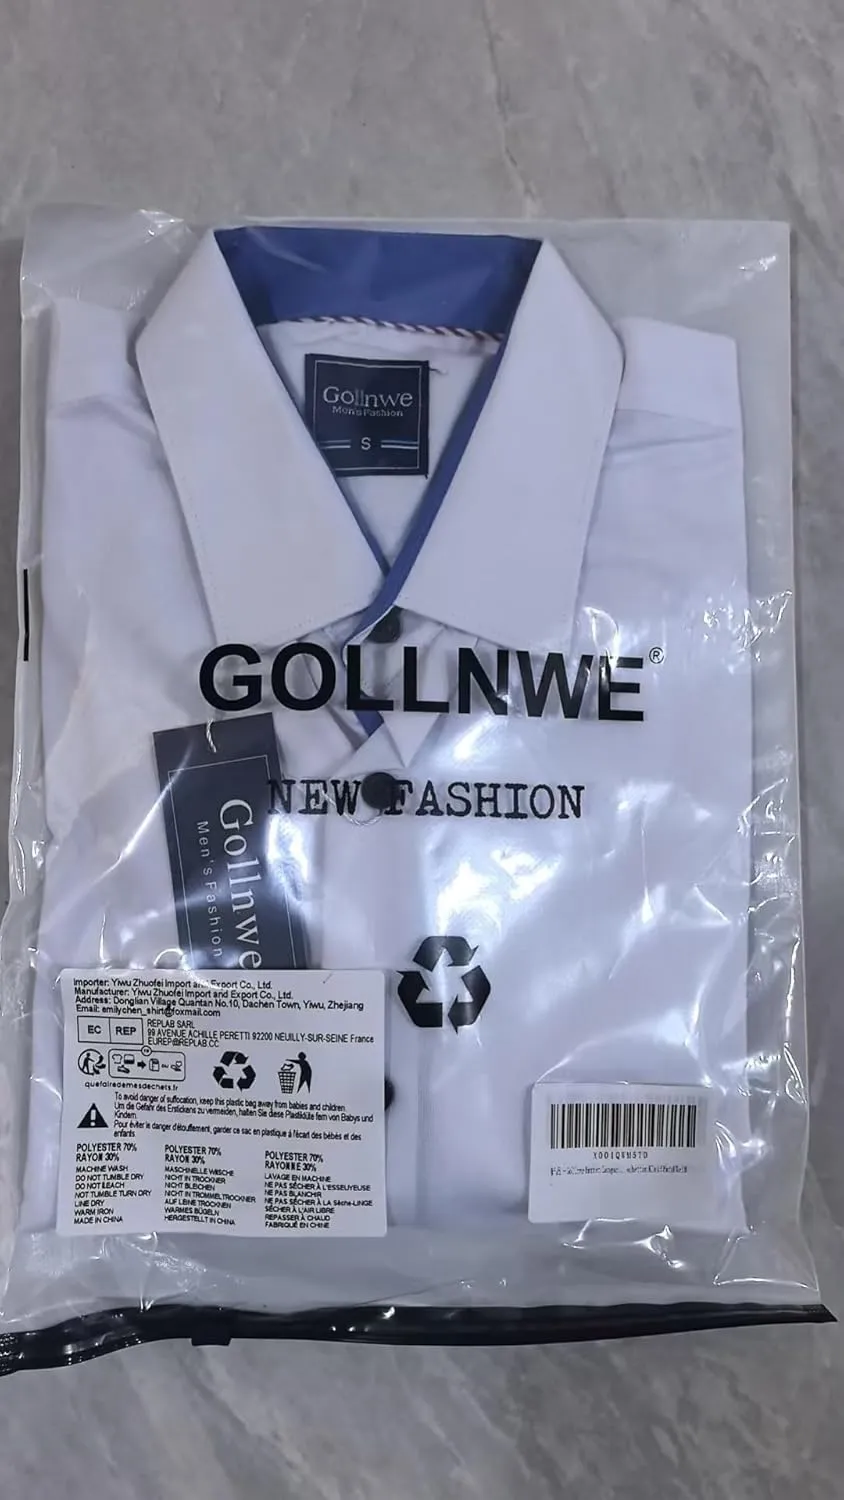 Gollnwe
Men's Fashion
S
GOLLNWE®
NEW FASHION
Gollnwe
Men's Fashion
Importer: Yiwu Zhuofei Import and Export Co., Ltd.
Manufacturer: Yiwu Zhuofei Import and Export Co., Ltd.
Address: Donglian Village Quantan No.10, Dachen Town, Yiwu, Zhejiang
Email: emilychen_shirt@foxmail.com
EC REP
REPLAB SARL
99 AVENUE ACHILLE PERETTI 92200 NEUILLY-SUR-SEINE France
EUREP@REPLAB.CC
FR
quefairedemesdechets.fr
To avoid danger of suffocation, keep this plastic bag away from babies and children.
Um die Gefahr des Erstickens zu vermeiden, halten Sie diese Plastiktüte fern von Babys und
Kindern.
Pour éviter le danger d'étouffement, garder ce sac en plastique à l'écart des bébés et des
enfants.
POLYESTER 70%
RAYON 30%
MACHINE WASH
DO NOT TUMBLE DRY
DO NOT LEACH
NOT TUMBLE TURN DRY
LINE DRY
WARM IRON
MADE IN CHINA
POLYESTER 70%
RAYON 30%
MASCHINELLE WISCHE
NICHT IN TROCKNER
NICHT BLEICHEN
NICHT IN TROMMELTROCKNER
AUF LEINE TROCKNEN
WARMES BÜGELN
HERGESTELLT IN CHINA
POLYESTER 70%
RAYONNE 30%
LAVAGE EN MACHINE
NE PAS SÉCHER À L'ESSEUYEUSE
NE PAS BLANCHIR
NE PAS SÉCHER À LA Sèche-LINGE
SÉCHER À L'AIR LIBRE
REPASSER À CHAUD
FABRIQUÉ EN CHINE